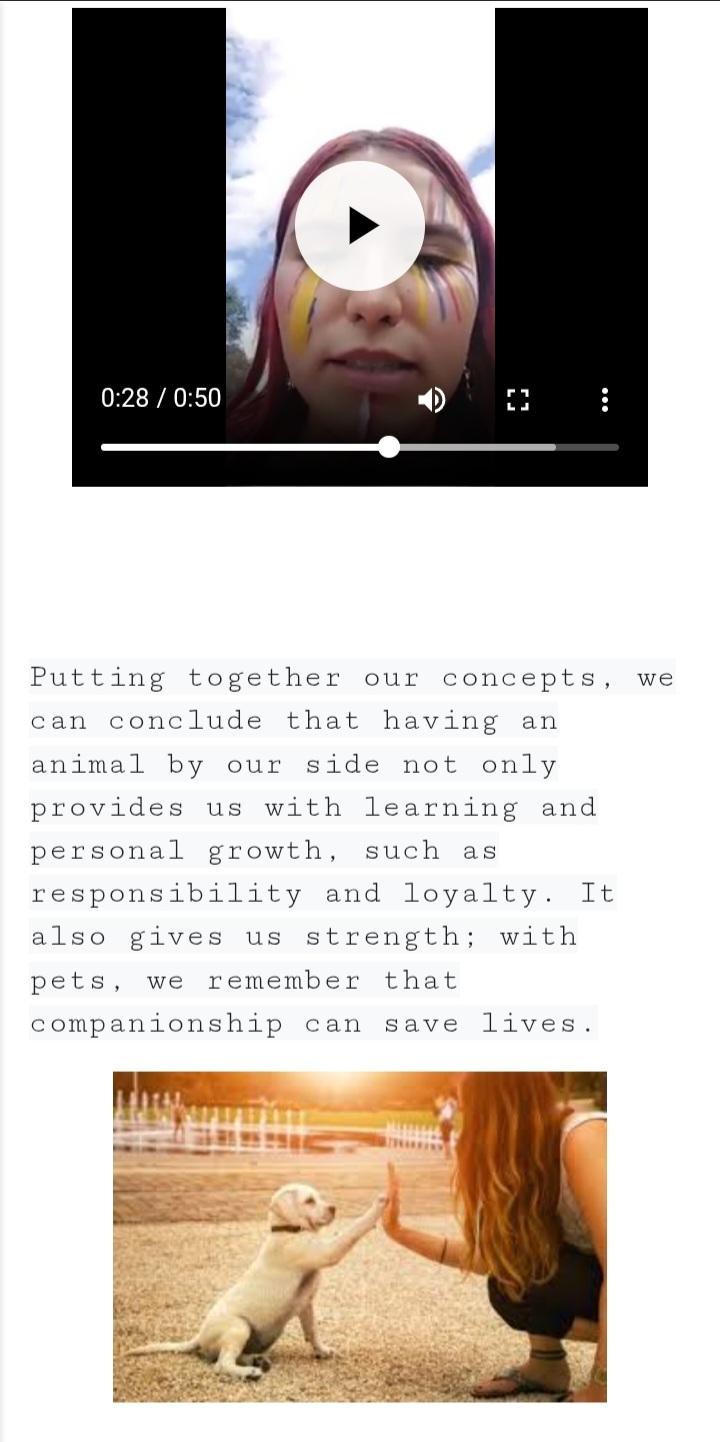 0:28 / 0:50
Putting together our concepts, we
can conclude that having an
animal by our side not only
provides us with learning and
personal growth, such as
responsibility and loyalty. It
also gives us strength; with
pets, we remember that
companionship can save lives.